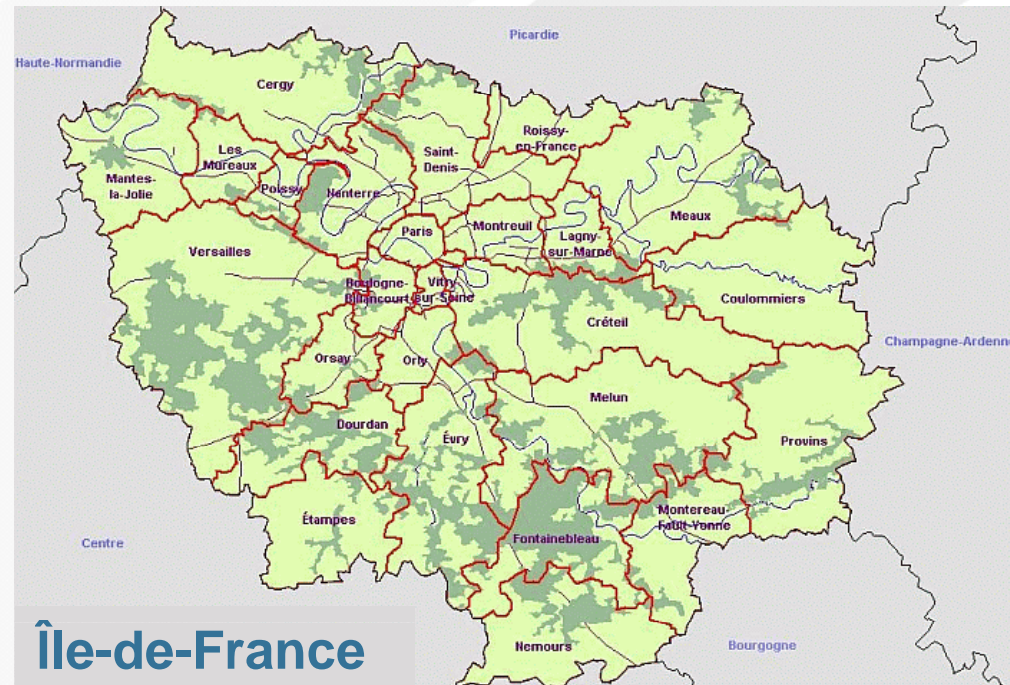 Picardie
Haute-Normandie
Cergy
Roissy-
en-France
Saint-
Denis
Les
Mureaux
Mantes-
la-Jolie
Poissy
Nanterre
Meaux
Paris
Montreuil
Lagny-
sur-Marne
Versailles
Boulogne-
Billancourt
Vitry
sur-Seine
Coulommiers
Créteil
Champagne-Ardenne
Orsay
Orly
Melun
Dourdan
Évry
Provins
Étampes
Montereau
Fault-Yonne
Fontainebleau
Centre
Nemours
Bourgogne
Île-de-France